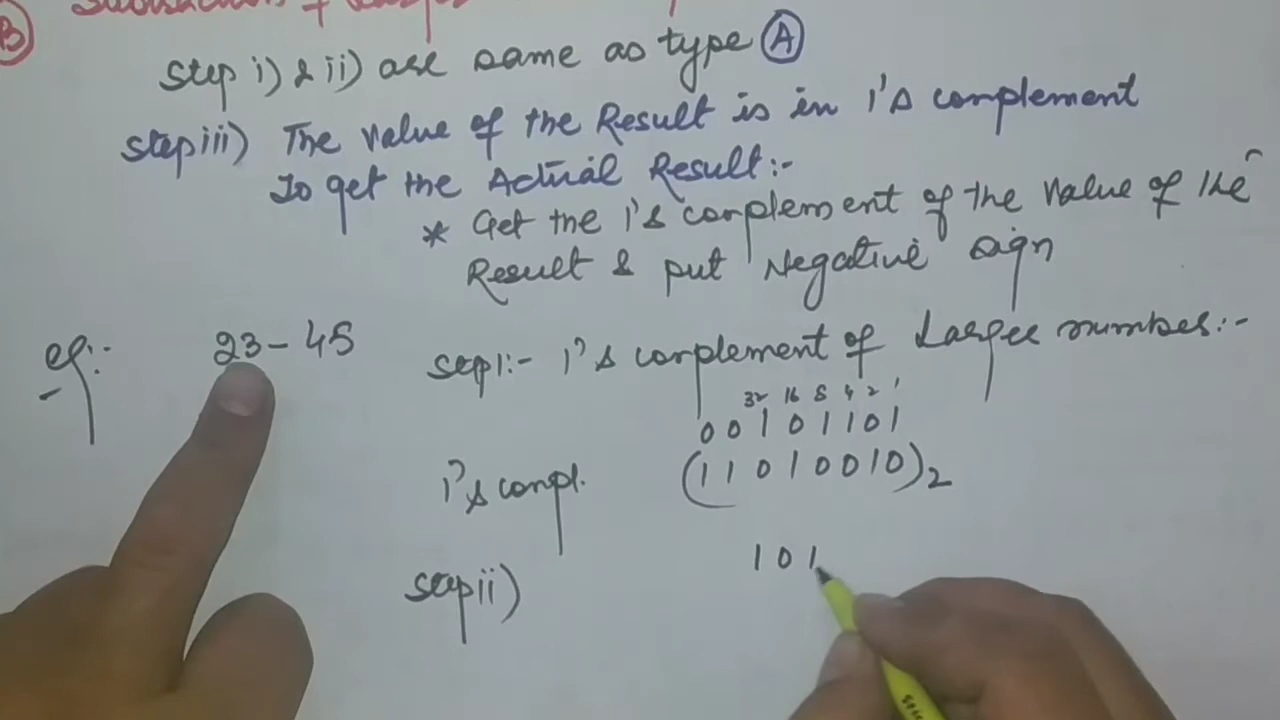 B
step i) & ii) are same as type A
step iii) The value of the Result is in 1's complement
To get the Actual Result:-
* Get the 1's complement of the value of the
Result & put Negative sign
eg:- 23 - 45
step1:- 1's complement of Larger number:-
32 16 8 4 2 1
0 0 1 0 1 1 0 1
1's compl. (1 1 0 1 0 0 1 0)2
step ii) 1 0 1